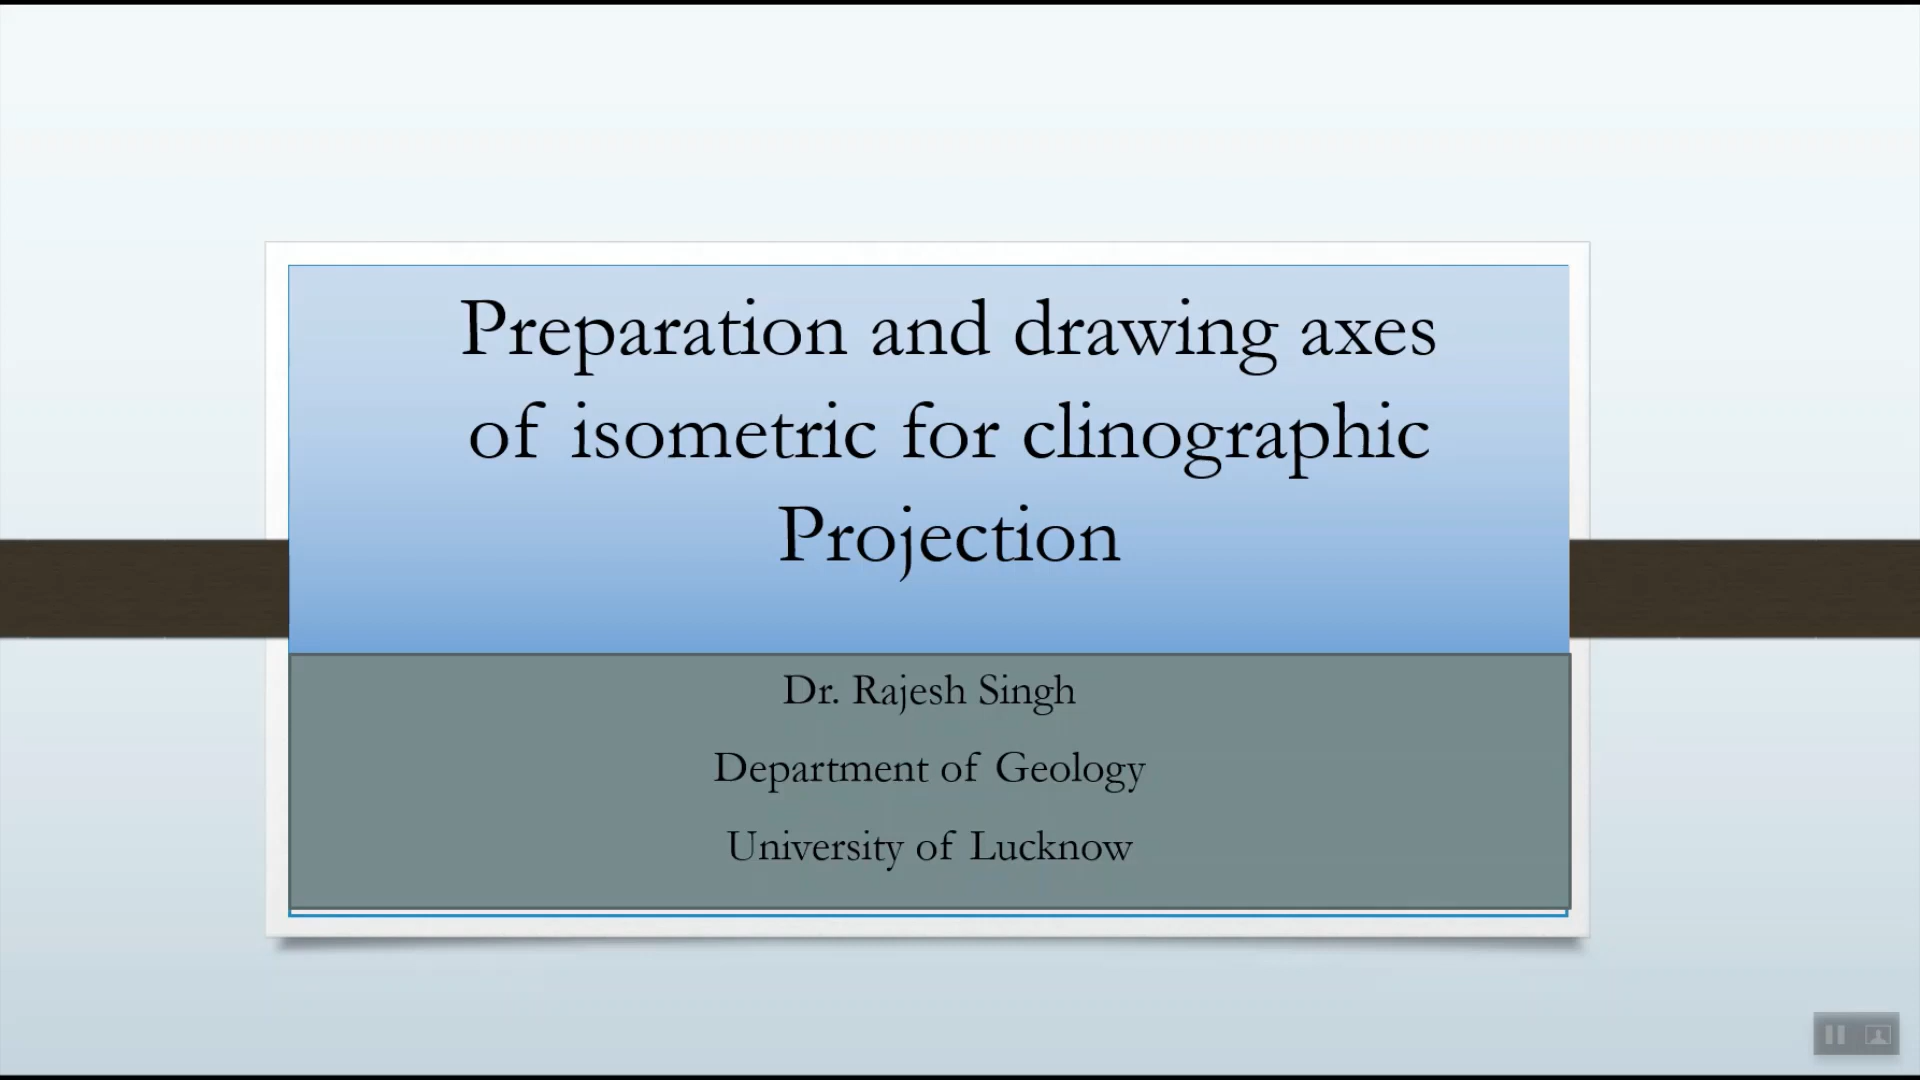 Preparation and drawing axes
of isometric for clinographic
Projection
Dr. Rajesh Singh
Department of Geology
University of Lucknow